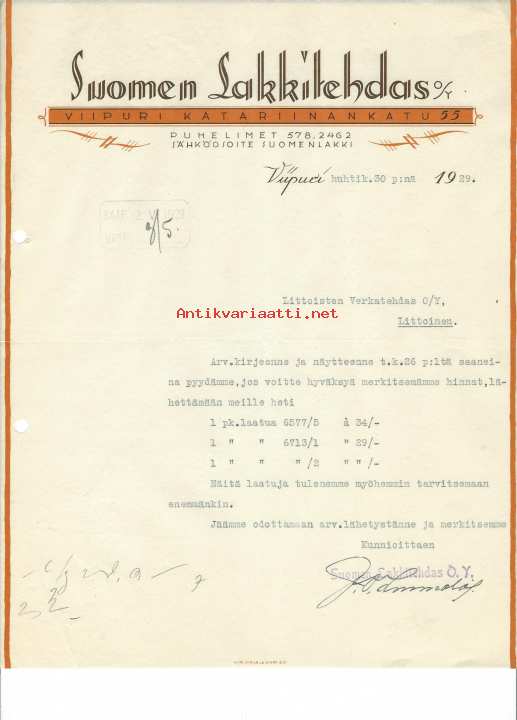 Suomen Lakkitehdas O/Y
VIIPURI KATARIINANKATU 55
PUHELIMET 578, 2462
SÄHKÖOSOITE SUOMENLAKKI
Viipuri huhtik.30 p:nä 1929.
Littoisten Verkatehdas O/Y,
Antikvariaatti.net
Littoinen.
Arv.kirjeenne ja näytteenne t.k.26 p:ltä saanei-
na pyydämme,jos voitte hyväksyä merkitsemämme hinnat,lä-
hettämään meille heti
1 pk.laatua 6577/5 à 34/-
1 " " 6713/1 " 29/-
1 " " " /2 " " /-
Näitä laatuja tulemme myöhemmin tarvitsemaan
enemmänkin.
Jäämme odottamaan arv.lähetystänne ja merkitsemme
Kunnioittaen
Suomen Lakkitehdas O.Y.